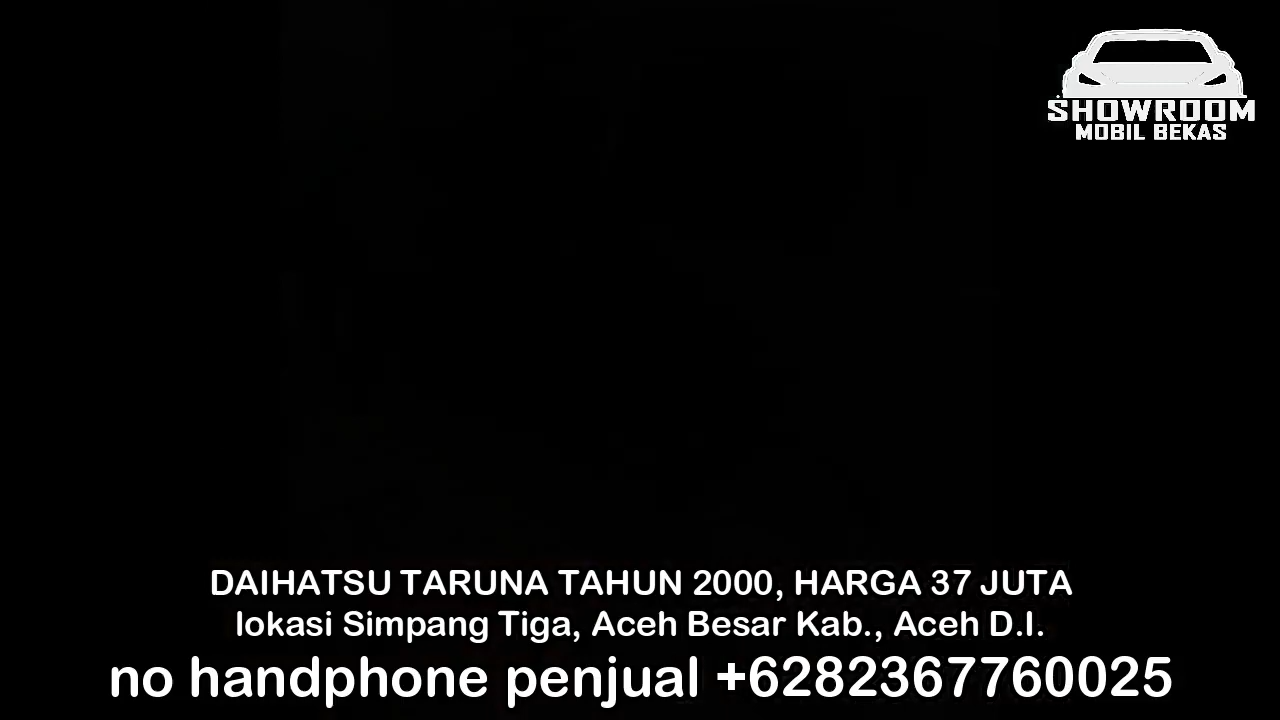 SHOWROOM
MOBIL BEKAS
DAIHATSU TARUNA TAHUN 2000, HARGA 37 JUTA
lokasi Simpang Tiga, Aceh Besar Kab., Aceh D.I.
no handphone penjual +6282367760025